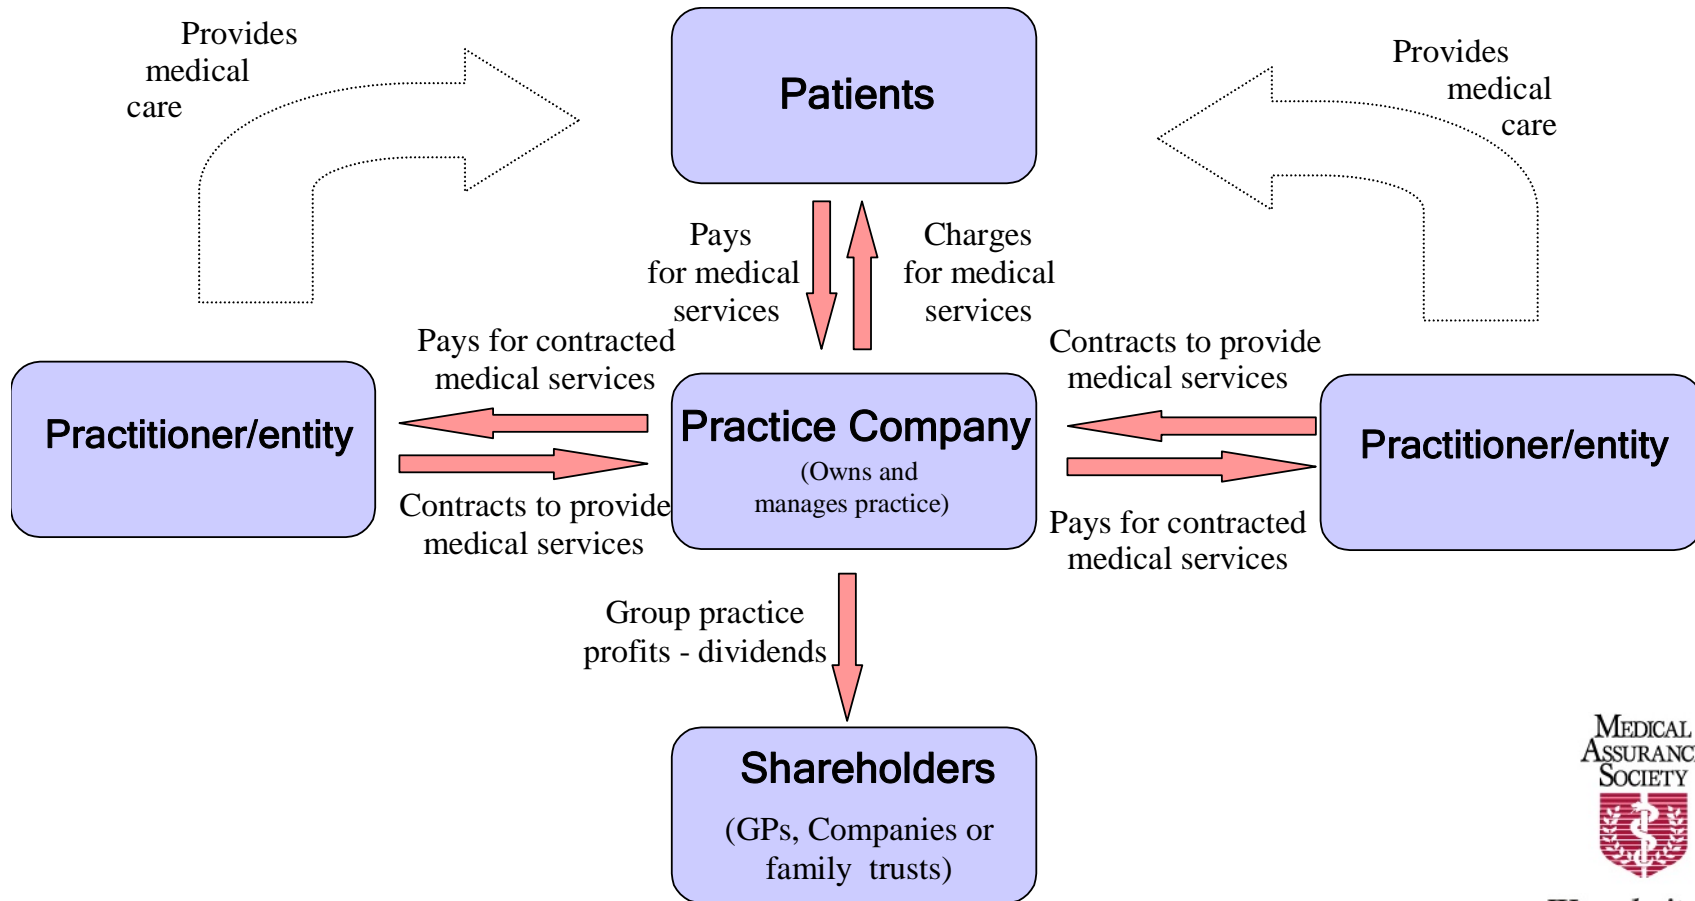 Provides
medical
care
Patients
Provides
medical
care
Pays
for medical
services
Charges
for medical
services
Pays for contracted
medical services
Contracts to provide
medical services
Practitioner/entity
Practice Company
(Owns and
manages practice)
Practitioner/entity
Contracts to provide
medical services
Pays for contracted
medical services
Group practice
profits - dividends
Shareholders
(GPs, Companies or
family trusts)
MEDICAL
ASSURANC
SOCIETY